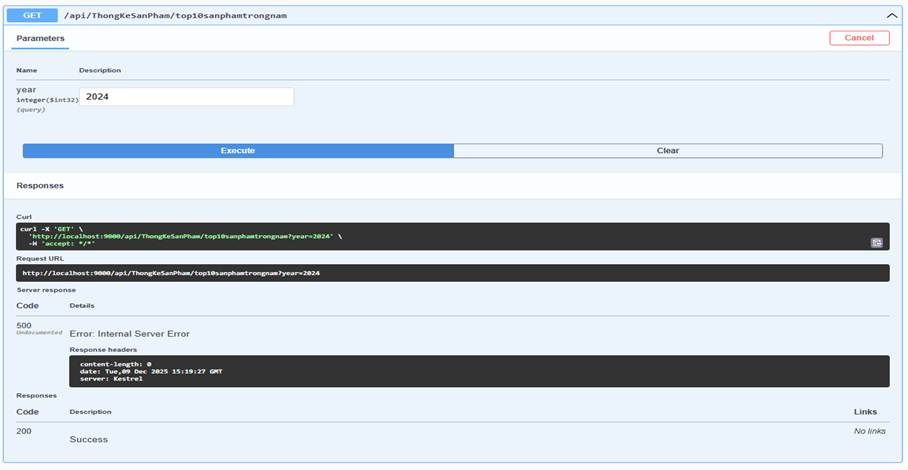 GET /api/ThongKeSanPham/top10sanphamtrongnam
Parameters
Cancel
Name Description
year
integer($int32)
(query)
2024
Execute Clear
Responses
Curl
curl -X 'GET' \
'http://localhost:9000/api/ThongKeSanPham/top10sanphamtrongnam?year=2024' \
-H 'accept: */*'
Request URL
http://localhost:9000/api/ThongKeSanPham/top10sanphamtrongnam?year=2024
Server response
Code Details
500
Undocumented
Error: Internal Server Error
Response headers
content-length: 0
date: Tue,09 Dec 2025 15:19:27 GMT
server: Kestrel
Responses
Code Description Links
200 No links
Success